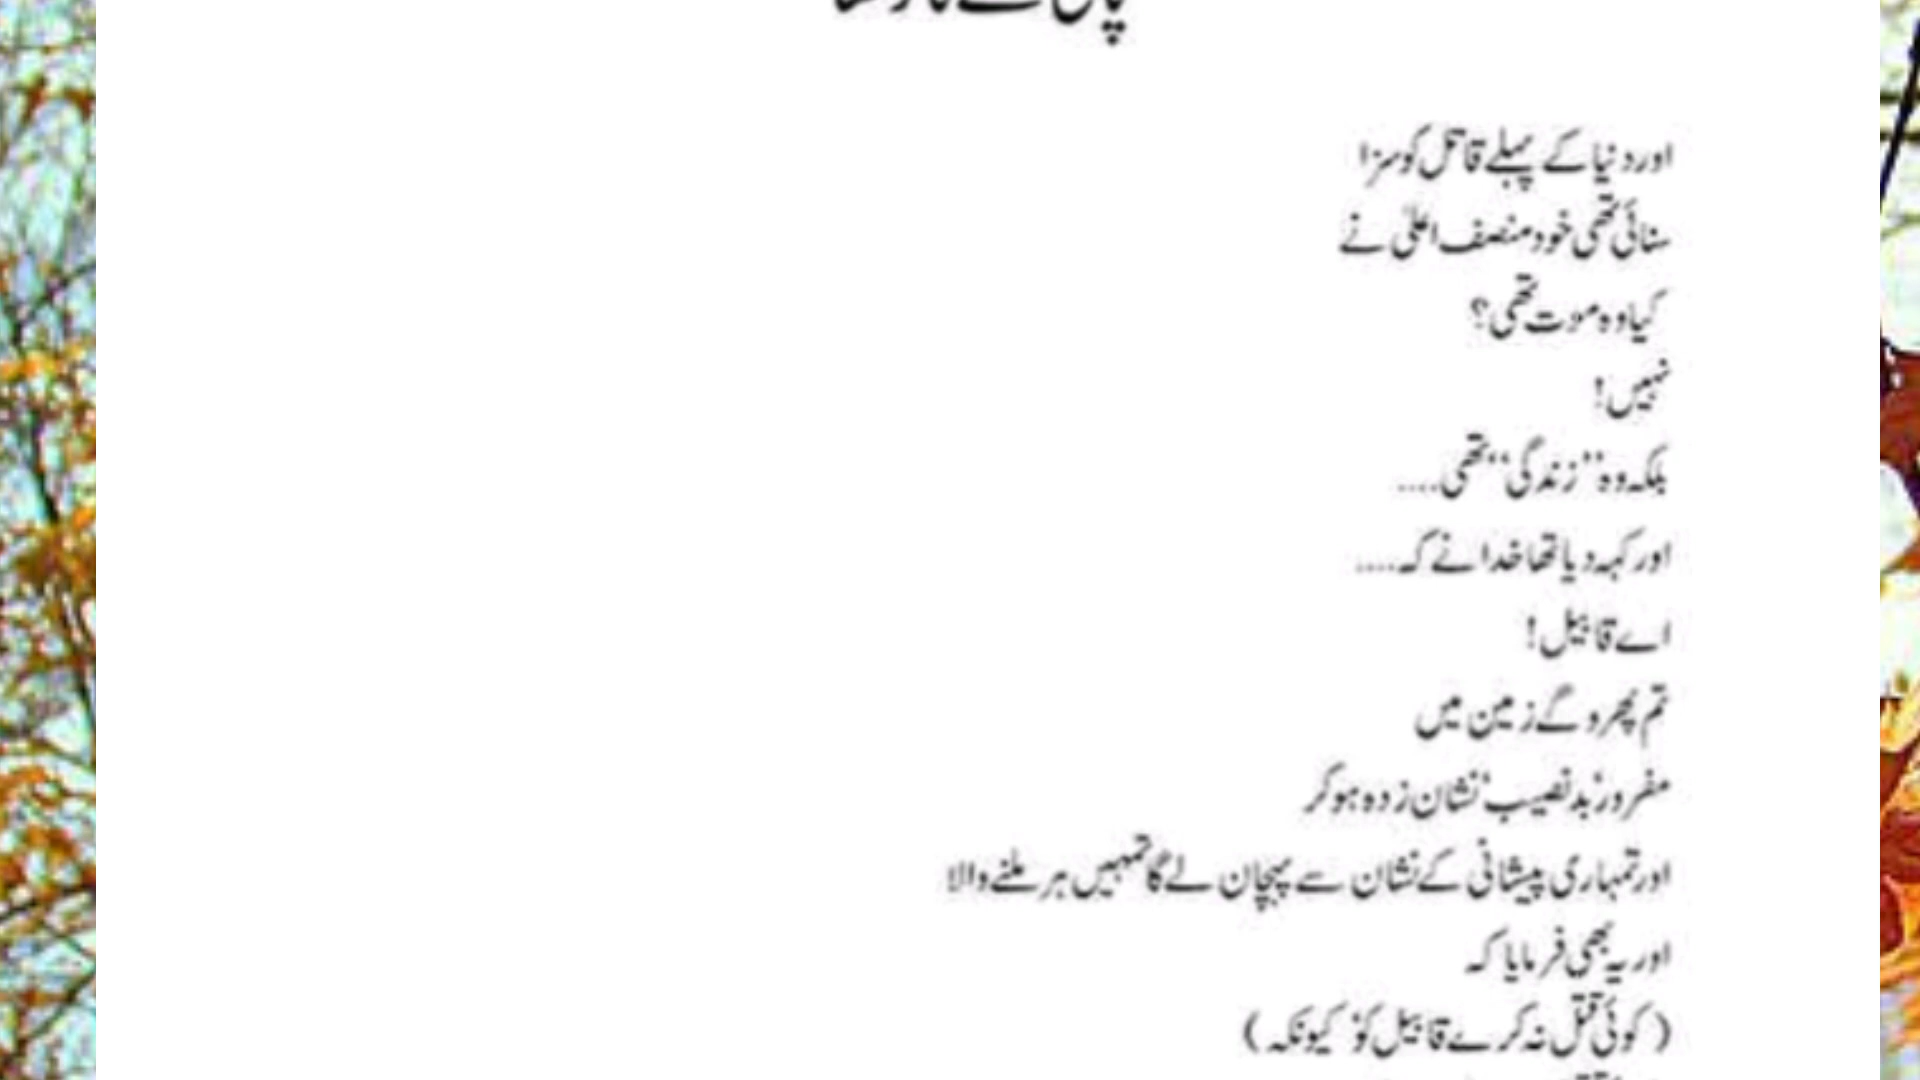 اور دنیا کے پہلے قاتل کو سزا
سنائی تھی خود منصف اعلیٰ نے
کیا وہ موت تھی؟
نہیں!
بلکہ وہ ”زندگی“ تھی....
اور کہہ دیا تھا خدا نے کہ....
اے قابیل!
تم پھرو گے زمین میں
مفرور، بدنصیب، نشان زدہ ہو کر
اور تمہاری پیشانی کے نشان سے پہچان لے گا تمہیں ہر ملنے والا
اور یہ بھی فرمایا کہ
(کوئی قتل نہ کرے قابیل کو، کیونکہ)